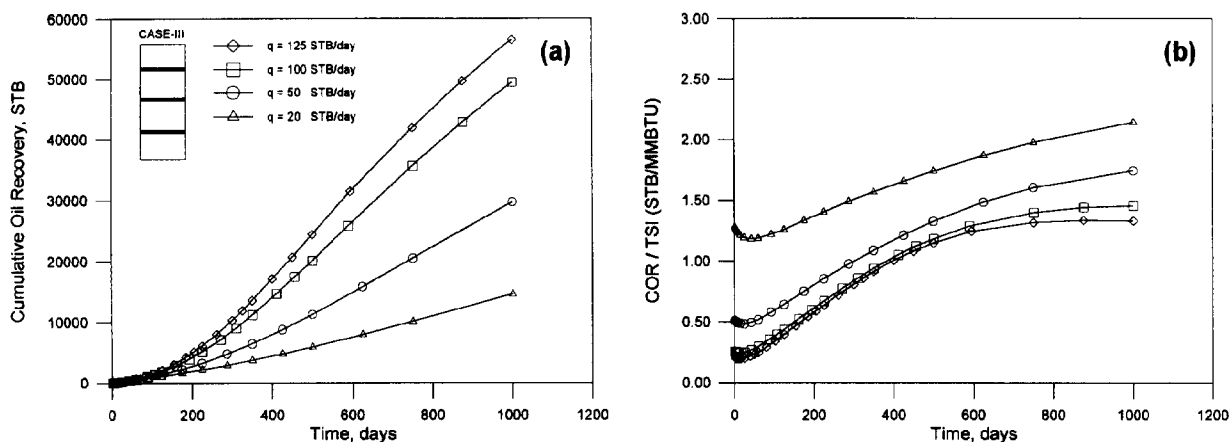 CASE-III
q = 125 STB/day
q = 100 STB/day
q = 50 STB/day
q = 20 STB/day
(a)
Cumulative Oil Recovery, STB
60000
50000
40000
30000
20000
10000
0
0 200 400 600 800 1000 1200
Time, days
(b)
COR / TSI (STB/MMBTU)
3.00
2.50
2.00
1.50
1.00
0.50
0.00
0 200 400 600 800 1000 1200
Time, days